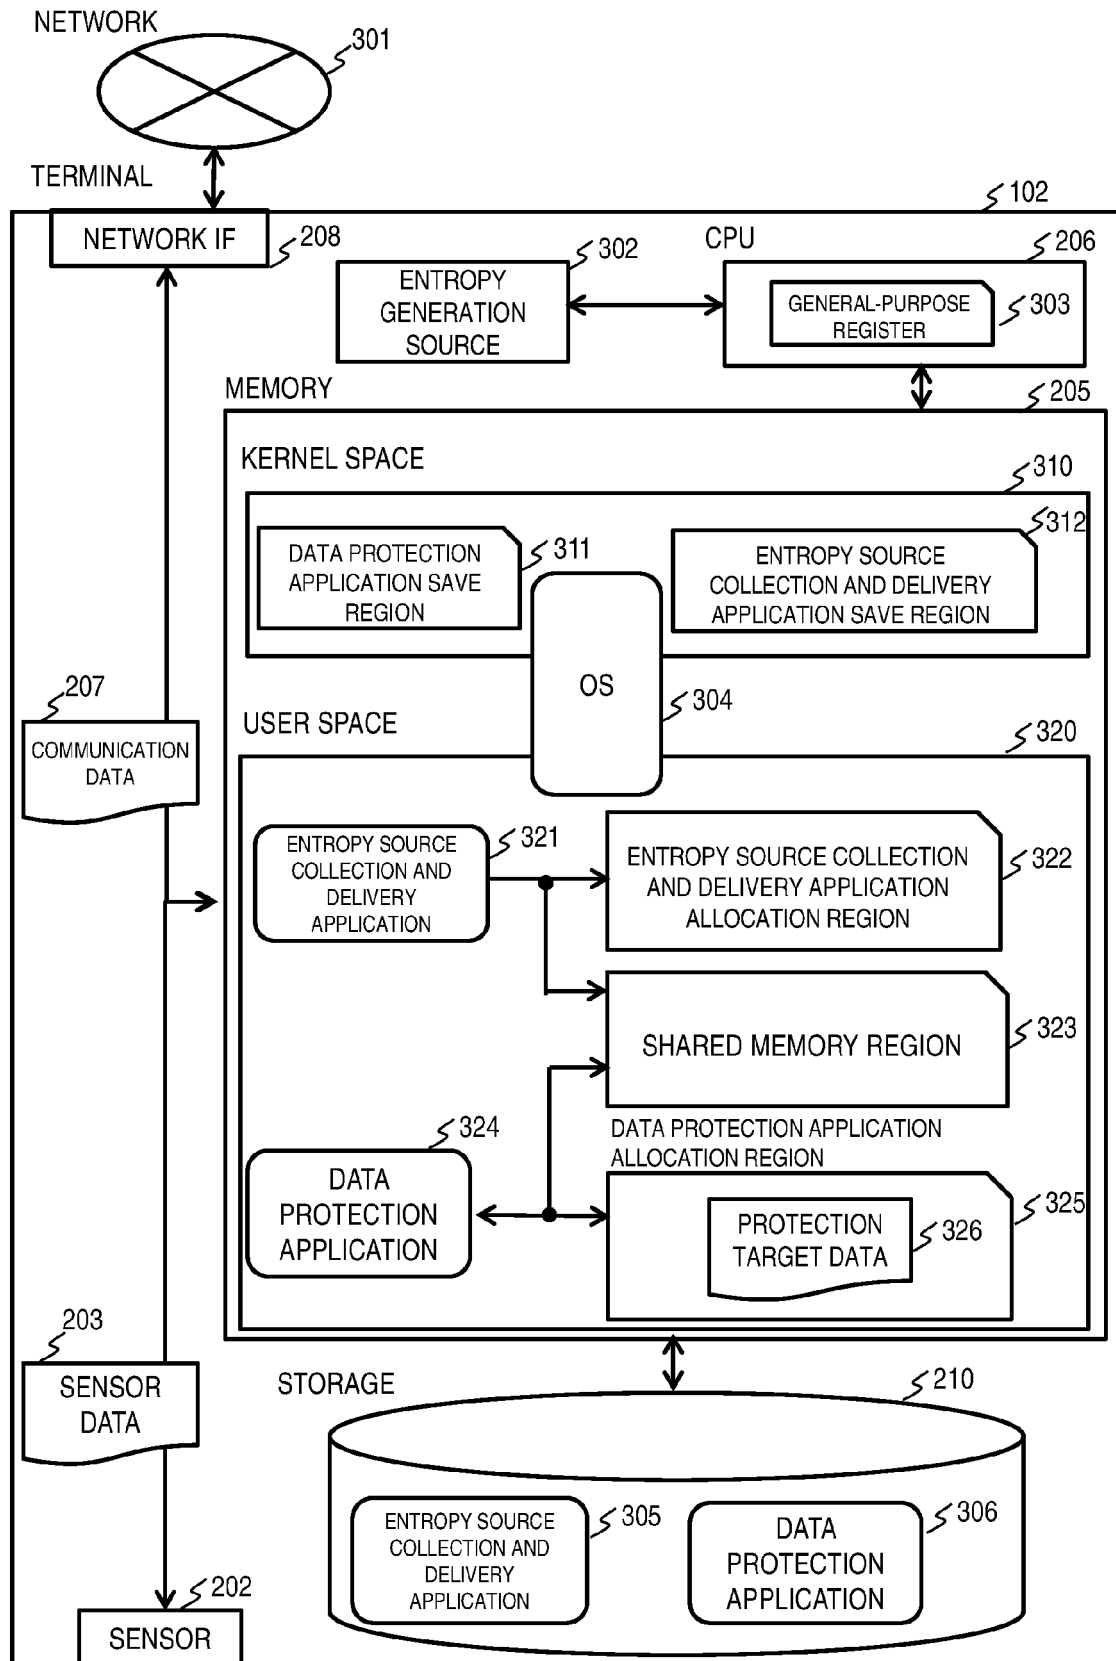 NETWORK
301
TERMINAL
102
NETWORK IF
208
302
CPU
206
ENTROPY
GENERATION
SOURCE
GENERAL-PURPOSE
REGISTER
303
MEMORY
205
KERNEL SPACE
310
DATA PROTECTION
APPLICATION SAVE
REGION
311
312
ENTROPY SOURCE
COLLECTION AND DELIVERY
APPLICATION SAVE REGION
OS
304
207
COMMUNICATION
DATA
USER SPACE
320
ENTROPY SOURCE
COLLECTION AND
DELIVERY
APPLICATION
321
ENTROPY SOURCE COLLECTION
AND DELIVERY APPLICATION
ALLOCATION REGION
322
SHARED MEMORY REGION
323
324
DATA
PROTECTION
APPLICATION
DATA PROTECTION APPLICATION
ALLOCATION REGION
325
PROTECTION
TARGET DATA
326
203
SENSOR
DATA
STORAGE
210
ENTROPY SOURCE
COLLECTION AND
DELIVERY
APPLICATION
305
DATA
PROTECTION
APPLICATION
306
202
SENSOR